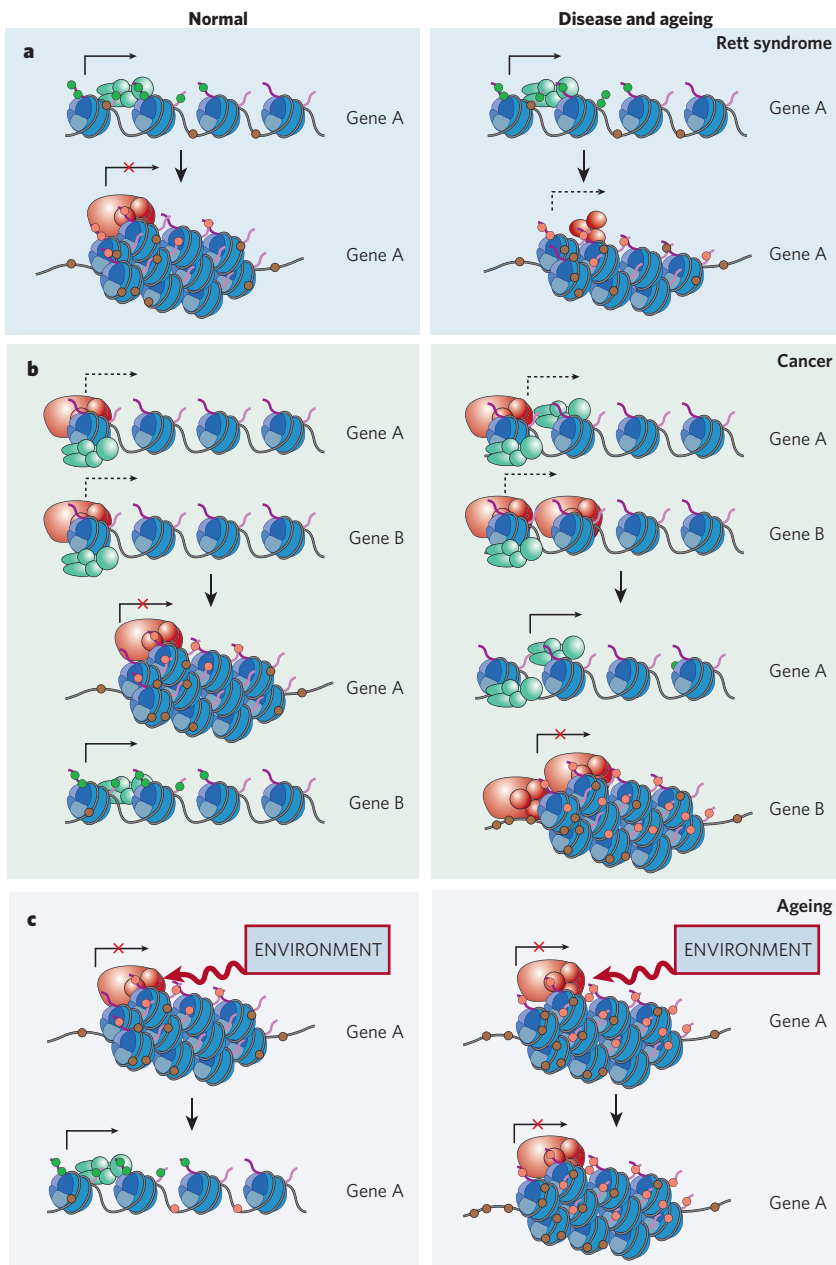 Normal
Disease and ageing
a
Rett syndrome
Gene A
Gene A
Gene A
Gene A
b
Cancer
Gene A
Gene A
Gene B
Gene B
Gene A
Gene A
Gene B
Gene B
c
Ageing
ENVIRONMENT
ENVIRONMENT
Gene A
Gene A
Gene A
Gene A